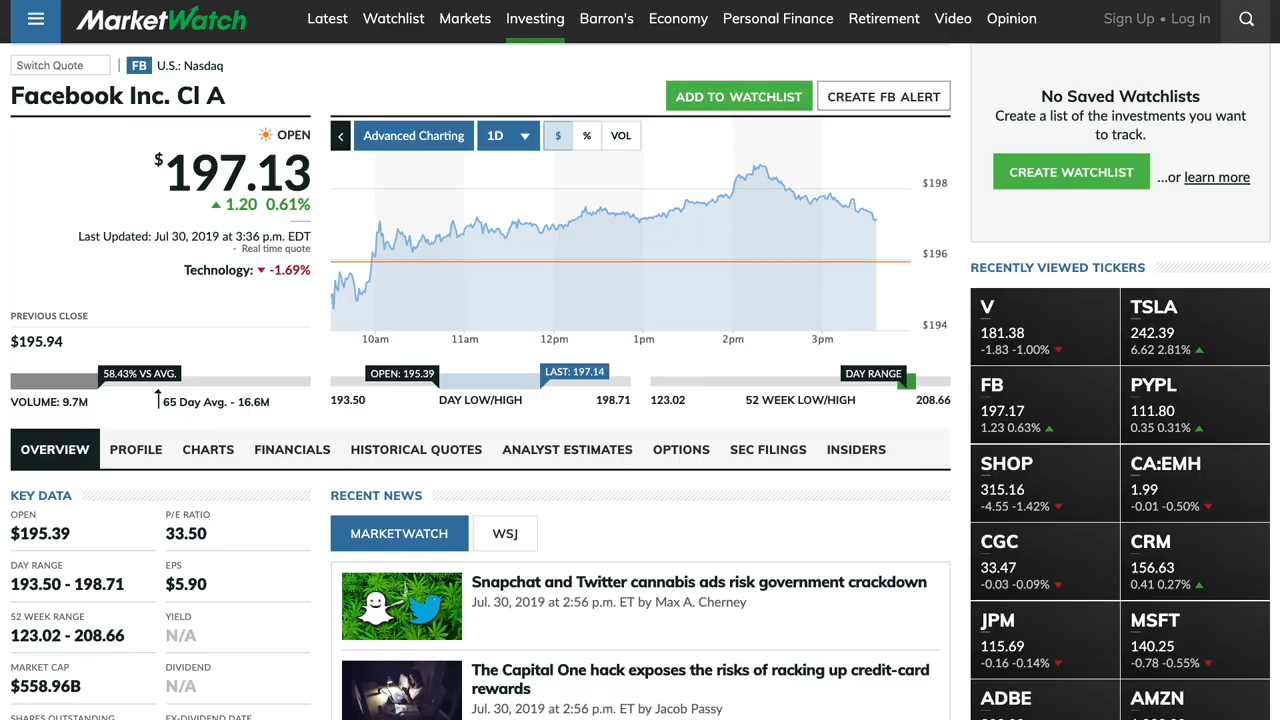 MarketWatch
Latest Watchlist Markets Investing Barron's Economy Personal Finance Retirement Video Opinion
Sign Up • Log In
Switch Quote | FB U.S.: Nasdaq
Facebook Inc. Cl A
ADD TO WATCHLIST CREATE FB ALERT
OPEN
$197.13
1.20 0.61%
Last Updated: Jul 30, 2019 at 3:36 p.m. EDT
- Real time quote
Technology: -1.69%
PREVIOUS CLOSE
$195.94
Advanced Charting 1D $ % VOL
$198
$196
$194
10am 11am 12pm 1pm 2pm 3pm
58.43% VS AVG.
VOLUME: 9.7M 65 Day Avg. - 16.6M
OPEN: 195.39 LAST: 197.14
193.50 DAY LOW/HIGH 198.71
DAY RANGE
123.02 52 WEEK LOW/HIGH 208.66
OVERVIEW PROFILE CHARTS FINANCIALS HISTORICAL QUOTES ANALYST ESTIMATES OPTIONS SEC FILINGS INSIDERS
KEY DATA
OPEN P/E RATIO
$195.39 33.50
DAY RANGE EPS
193.50 - 198.71 $5.90
52 WEEK RANGE YIELD
123.02 - 208.66 N/A
MARKET CAP DIVIDEND
$558.96B N/A
SHARES OUTSTANDING EX-DIVIDEND DATE
RECENT NEWS
MARKETWATCH WSJ
Snapchat and Twitter cannabis ads risk government crackdown
Jul. 30, 2019 at 2:56 p.m. ET by Max A. Cherney
The Capital One hack exposes the risks of racking up credit-card
rewards
Jul. 30, 2019 at 2:56 p.m. ET by Jacob Passy
No Saved Watchlists
Create a list of the investments you want
to track.
CREATE WATCHLIST ...or learn more
RECENTLY VIEWED TICKERS
V TSLA
181.38 242.39
-1.83 -1.00% 6.62 2.81%
FB PYPL
197.17 111.80
1.23 0.63% 0.35 0.31%
SHOP CA:EMH
315.16 1.99
-4.55 -1.42% -0.01 -0.50%
CGC CRM
33.47 156.63
-0.03 -0.09% 0.41 0.27%
JPM MSFT
115.69 140.25
-0.16 -0.14% -0.78 -0.55%
ADBE AMZN